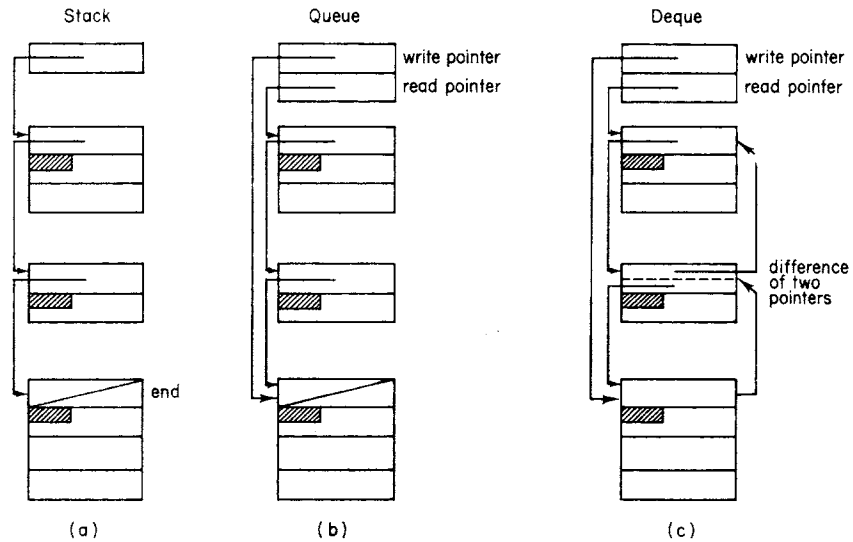 Stack
Queue
Deque
write pointer
read pointer
write pointer
read pointer
difference
of two
pointers
end
(a)
(b)
(c)